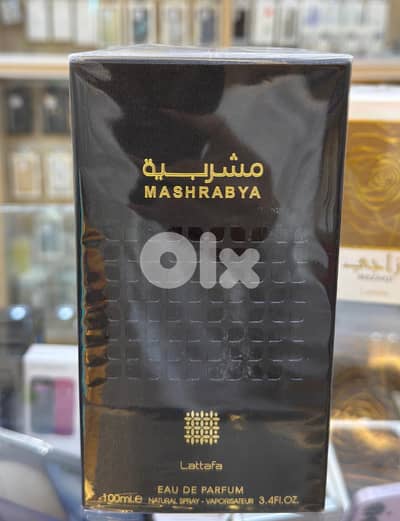 مشربية
MASHRABYA
Olx
Lattafa
EAU DE PARFUM
100ml.e NATURAL SPRAY - VAPORISATEUR 3.4FL.OZ.